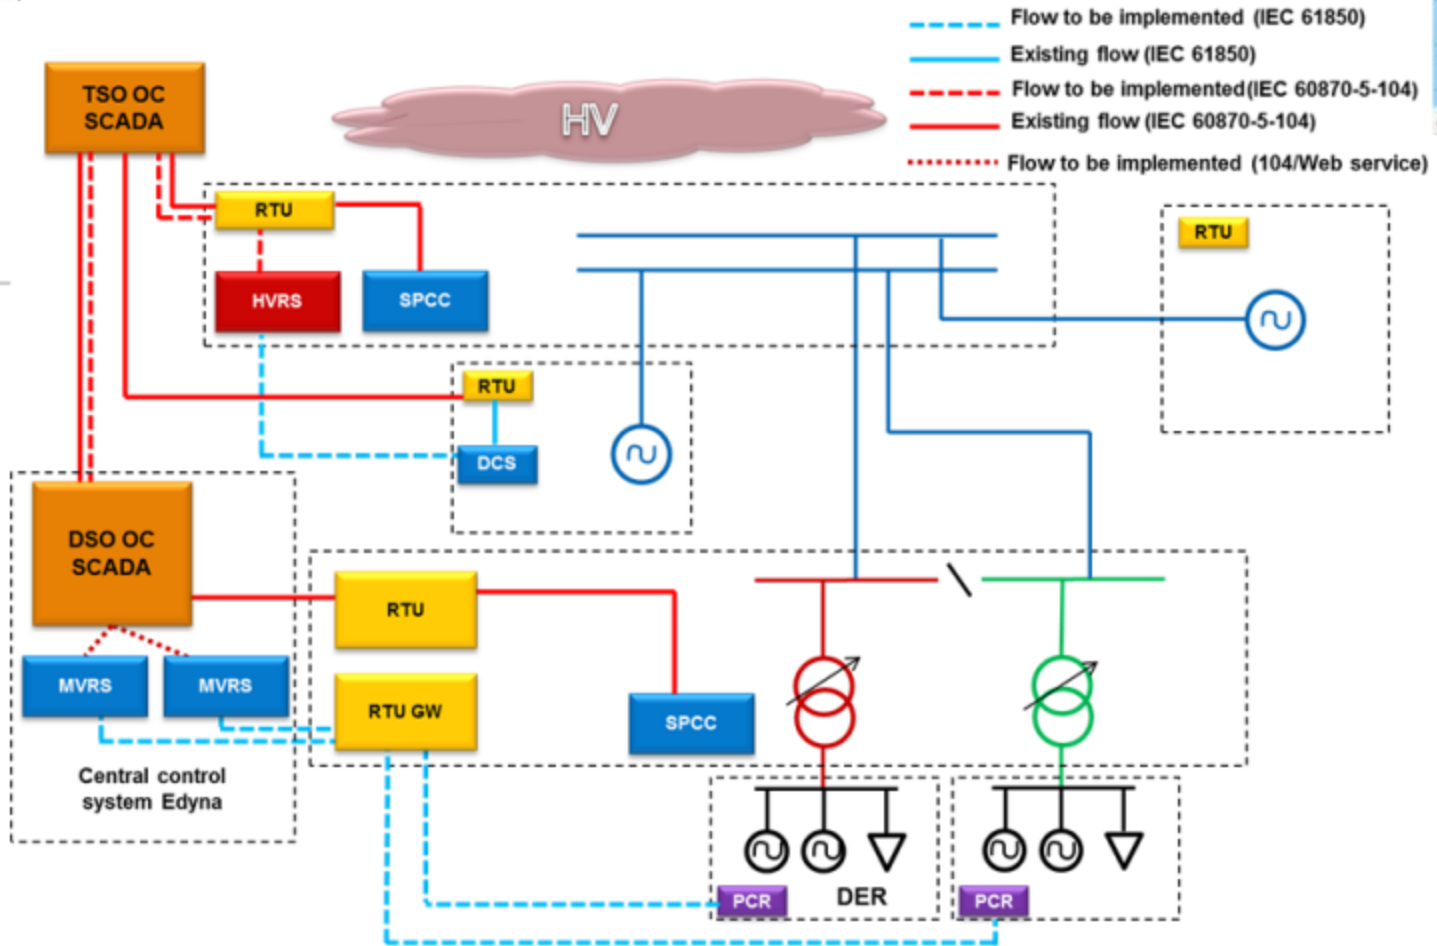 Flow to be implemented (IEC 61850)
Existing flow (IEC 61850)
Flow to be implemented(IEC 60870-5-104)
Existing flow (IEC 60870-5-104)
Flow to be implemented (104/Web service)
TSO OC
SCADA
HV
RTU
RTU
HVRS
SPCC
RTU
DCS
DSO OC
SCADA
RTU
MVRS
MVRS
RTU GW
SPCC
Central control
system Edyna
PCR
DER
PCR